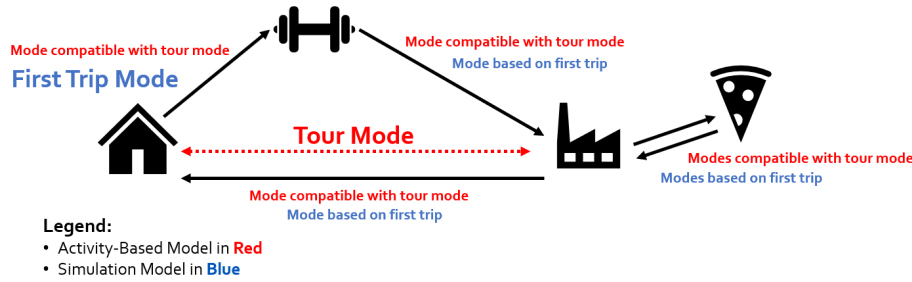 Mode compatible with tour mode
First Trip Mode
Mode compatible with tour mode
Mode based on first trip
Tour Mode
Modes compatible with tour mode
Modes based on first trip
Mode compatible with tour mode
Mode based on first trip
Legend:
• Activity-Based Model in Red
• Simulation Model in Blue